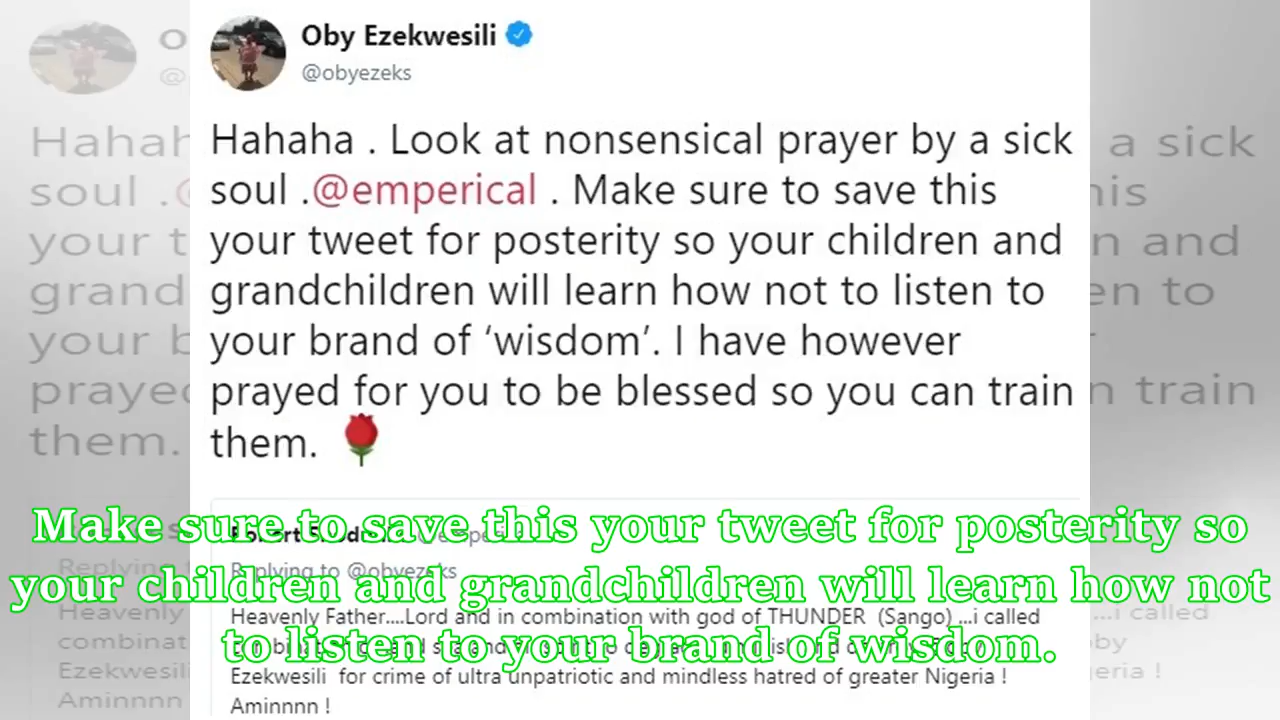 Oby Ezekwesili
@obyezeks
Hahaha . Look at nonsensical prayer by a sick
soul .@emperical . Make sure to save this
your tweet for posterity so your children and
grandchildren will learn how not to listen to
your brand of ‘wisdom’. I have however
prayed for you to be blessed so you can train
them.
Replying to @obyezeks
Heavenly Father....Lord and in combination with god of THUNDER (Sango) ...i called
Ezekwesili for crime of ultra unpatriotic and mindless hatred of greater Nigeria !
Aminnnn !
Make sure to save this your tweet for posterity so
your children and grandchildren will learn how not
to listen to your brand of wisdom.